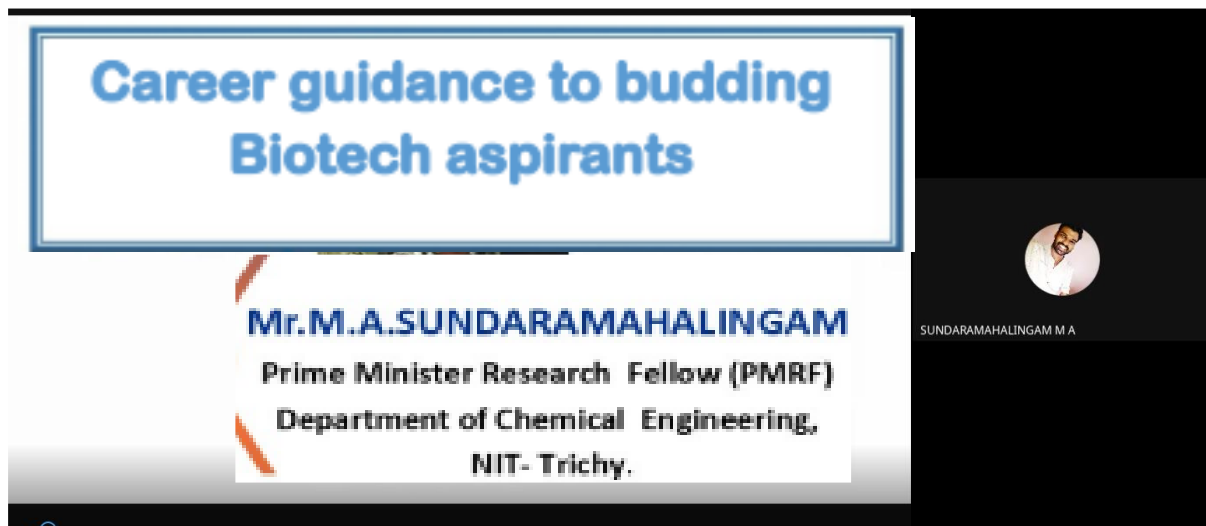 Career guidance to budding
Biotech aspirants
Mr.M.A.SUNDARAMAHALINGAM
Prime Minister Research Fellow (PMRF)
Department of Chemical Engineering,
NIT- Trichy.
SUNDARAMAHALINGAM M A